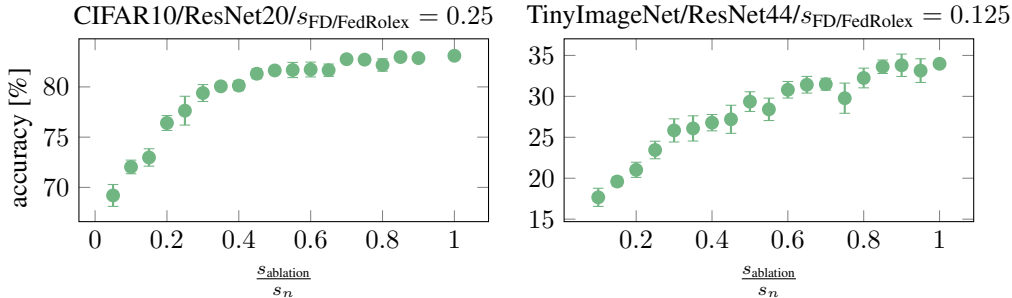 CIFAR10/ResNet20/s_FD/FedRolex = 0.25
TinyImageNet/ResNet44/s_FD/FedRolex = 0.125
accuracy [%]
80
75
70
0 0.2 0.4 0.6 0.8 1
s_ablation
s_n
35
30
25
20
15
0.2 0.4 0.6 0.8 1
s_ablation
s_n